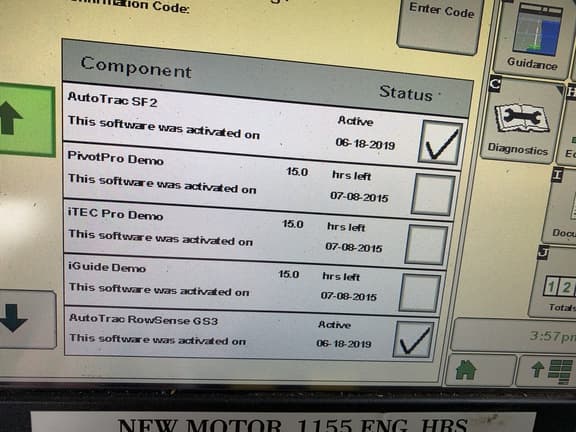 Code:
Enter Code
Component Status
AutoTrac SF2 Active
This software was activated on 06-18-2019
PivotPro Demo 15.0 hrs left
This software was activated on 07-08-2015
iTEC Pro Demo 15.0 hrs left
This software was activated on 07-08-2015
iGuide Demo 15.0 hrs left
This software was activated on 07-08-2015
AutoTrac RowSense GS3 Active
This software was activated on 06-18-2019
Guidance
C
Diagnostics
H
I
J
1 2
Totals
3:57pm
NEW MOTOR 1155 ENG HRS